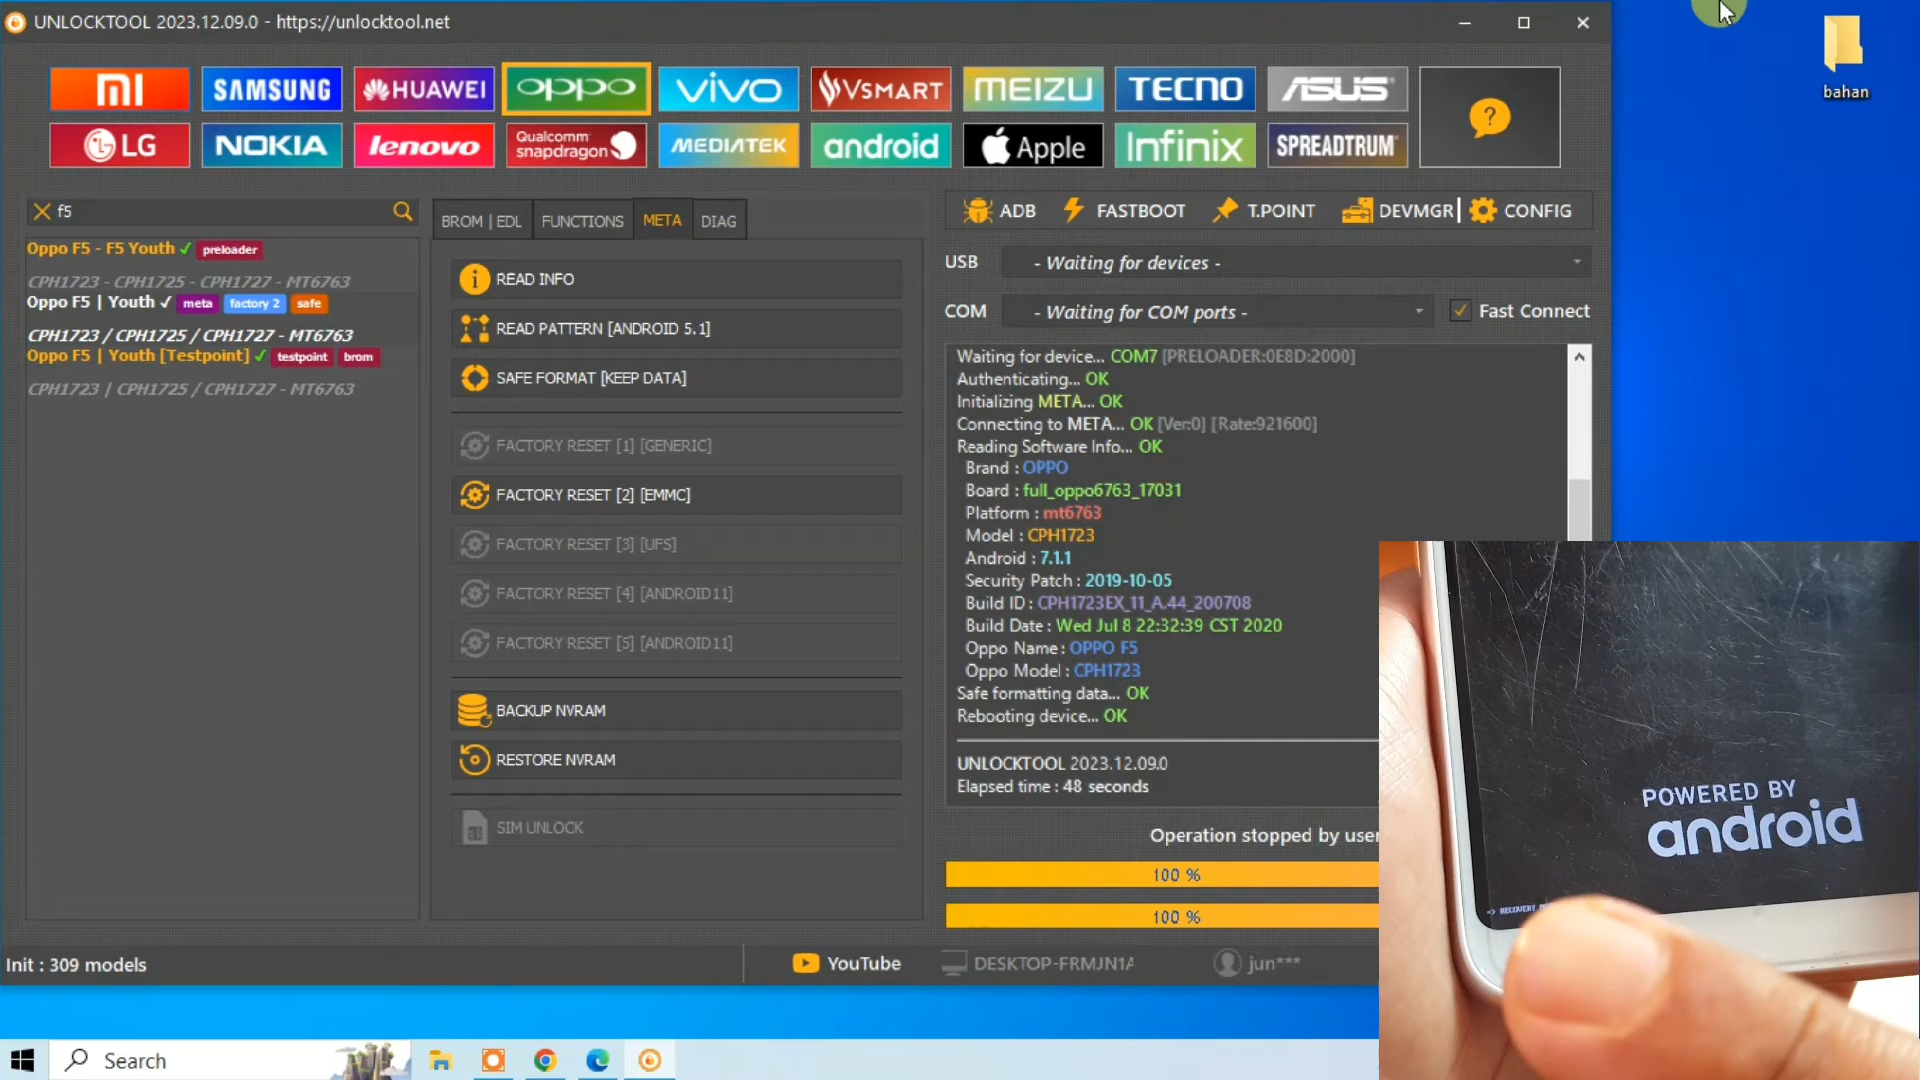 UNLOCKTOOL 2023.12.09.0 - https://unlocktool.net
bahan
MI SAMSUNG HUAWEI oppo vivo VSMART MEIZU TECNO ASUS
LG NOKIA lenovo Qualcomm snapdragon MEDIATEK android Apple Infinix SPREADTRUM
?
f5
Oppo F5 - F5 Youth ✓ preloader
CPH1723 - CPH1725 - CPH1727 - MT6763
Oppo F5 | Youth ✓ meta factory 2 safe
CPH1723 / CPH1725 / CPH1727 - MT6763
Oppo F5 | Youth [Testpoint] ✓ testpoint brom
CPH1723 | CPH1725 / CPH1727 - MT6763
BROM | EDL FUNCTIONS META DIAG
READ INFO
READ PATTERN [ANDROID 5.1]
SAFE FORMAT [KEEP DATA]
FACTORY RESET [1] [GENERIC]
FACTORY RESET [2] [EMMC]
FACTORY RESET [3] [UFS]
FACTORY RESET [4] [ANDROID11]
FACTORY RESET [5] [ANDROID11]
BACKUP NVRAM
RESTORE NVRAM
SIM UNLOCK
ADB FASTBOOT T.POINT DEVMGR CONFIG
USB - Waiting for devices -
COM - Waiting for COM ports - Fast Connect
Waiting for device... COM7 [PRELOADER:0E8D:2000]
Authenticating... OK
Initializing META... OK
Connecting to META... OK [Ver:0] [Rate:921600]
Reading Software Info... OK
Brand : OPPO
Board : full_oppo6763_17031
Platform : mt6763
Model : CPH1723
Android : 7.1.1
Security Patch : 2019-10-05
Build ID : CPH1723EX_11_A.44_200708
Build Date : Wed Jul 8 22:32:39 CST 2020
Oppo Name : OPPO F5
Oppo Model : CPH1723
Safe formatting data... OK
Rebooting device... OK
UNLOCKTOOL 2023.12.09.0
Elapsed time : 48 seconds
Operation stopped by user
100 %
100 %
POWERED BY
android
=> RECOVERY
Init : 309 models
YouTube DESKTOP-FRMJN1A jun***
Search